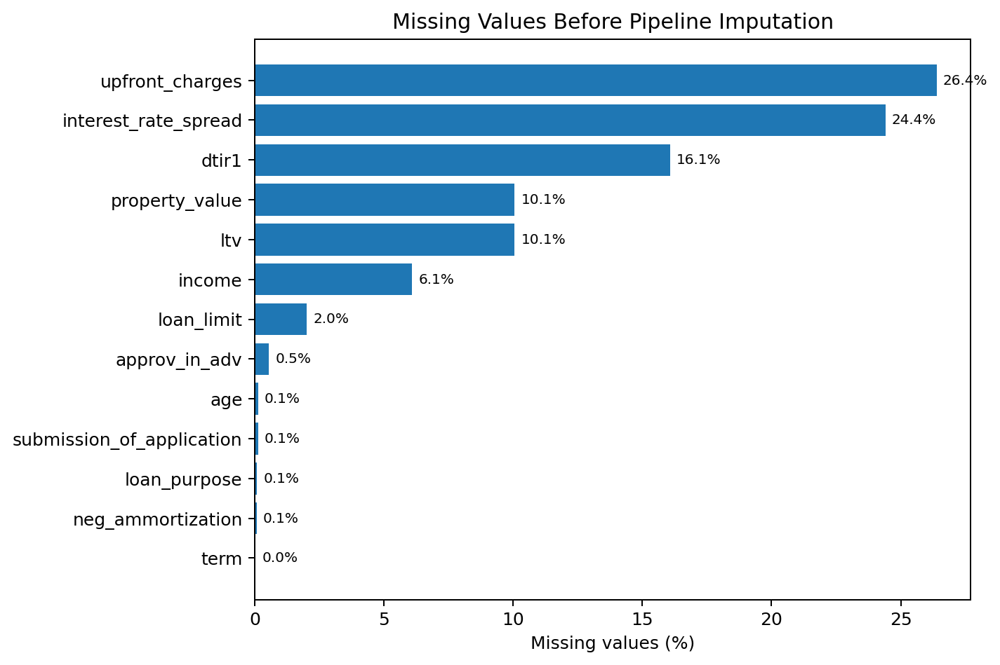 Missing Values Before Pipeline Imputation
upfront_charges 26.4%
interest_rate_spread 24.4%
dtir1 16.1%
property_value 10.1%
ltv 10.1%
income 6.1%
loan_limit 2.0%
approv_in_adv 0.5%
age 0.1%
submission_of_application 0.1%
loan_purpose 0.1%
neg_ammortization 0.1%
term 0.0%
0 5 10 15 20 25
Missing values (%)